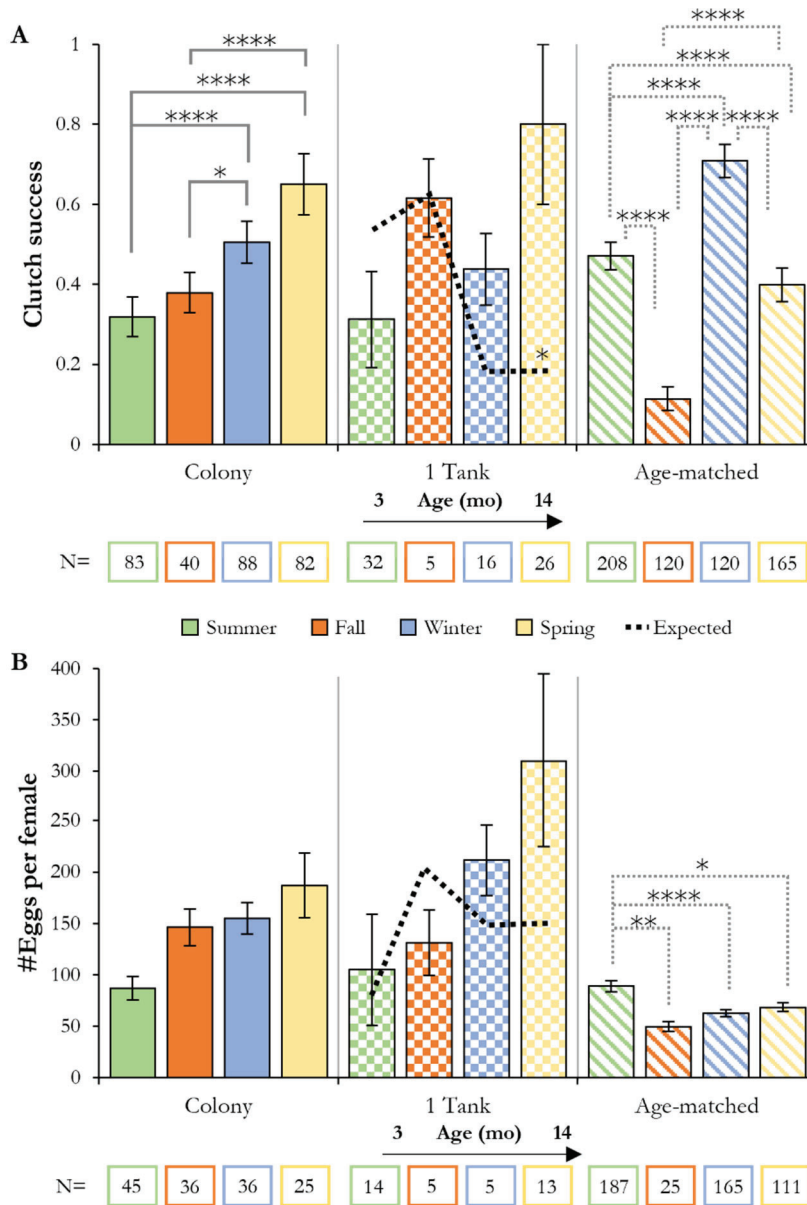 A
Clutch success
1
0.8
0.6
0.4
0.2
0
****
****
****
*
*
****
****
****
**** ****
****
Colony 1 Tank Age-matched
3 Age (mo) 14
N= 83 40 88 82 32 5 16 26 208 120 120 165
Summer Fall Winter Spring Expected
B
#Eggs per female
400
350
300
250
200
150
100
50
0
*
****
**
Colony 1 Tank Age-matched
3 Age (mo) 14
N= 45 36 36 25 14 5 5 13 187 25 165 111